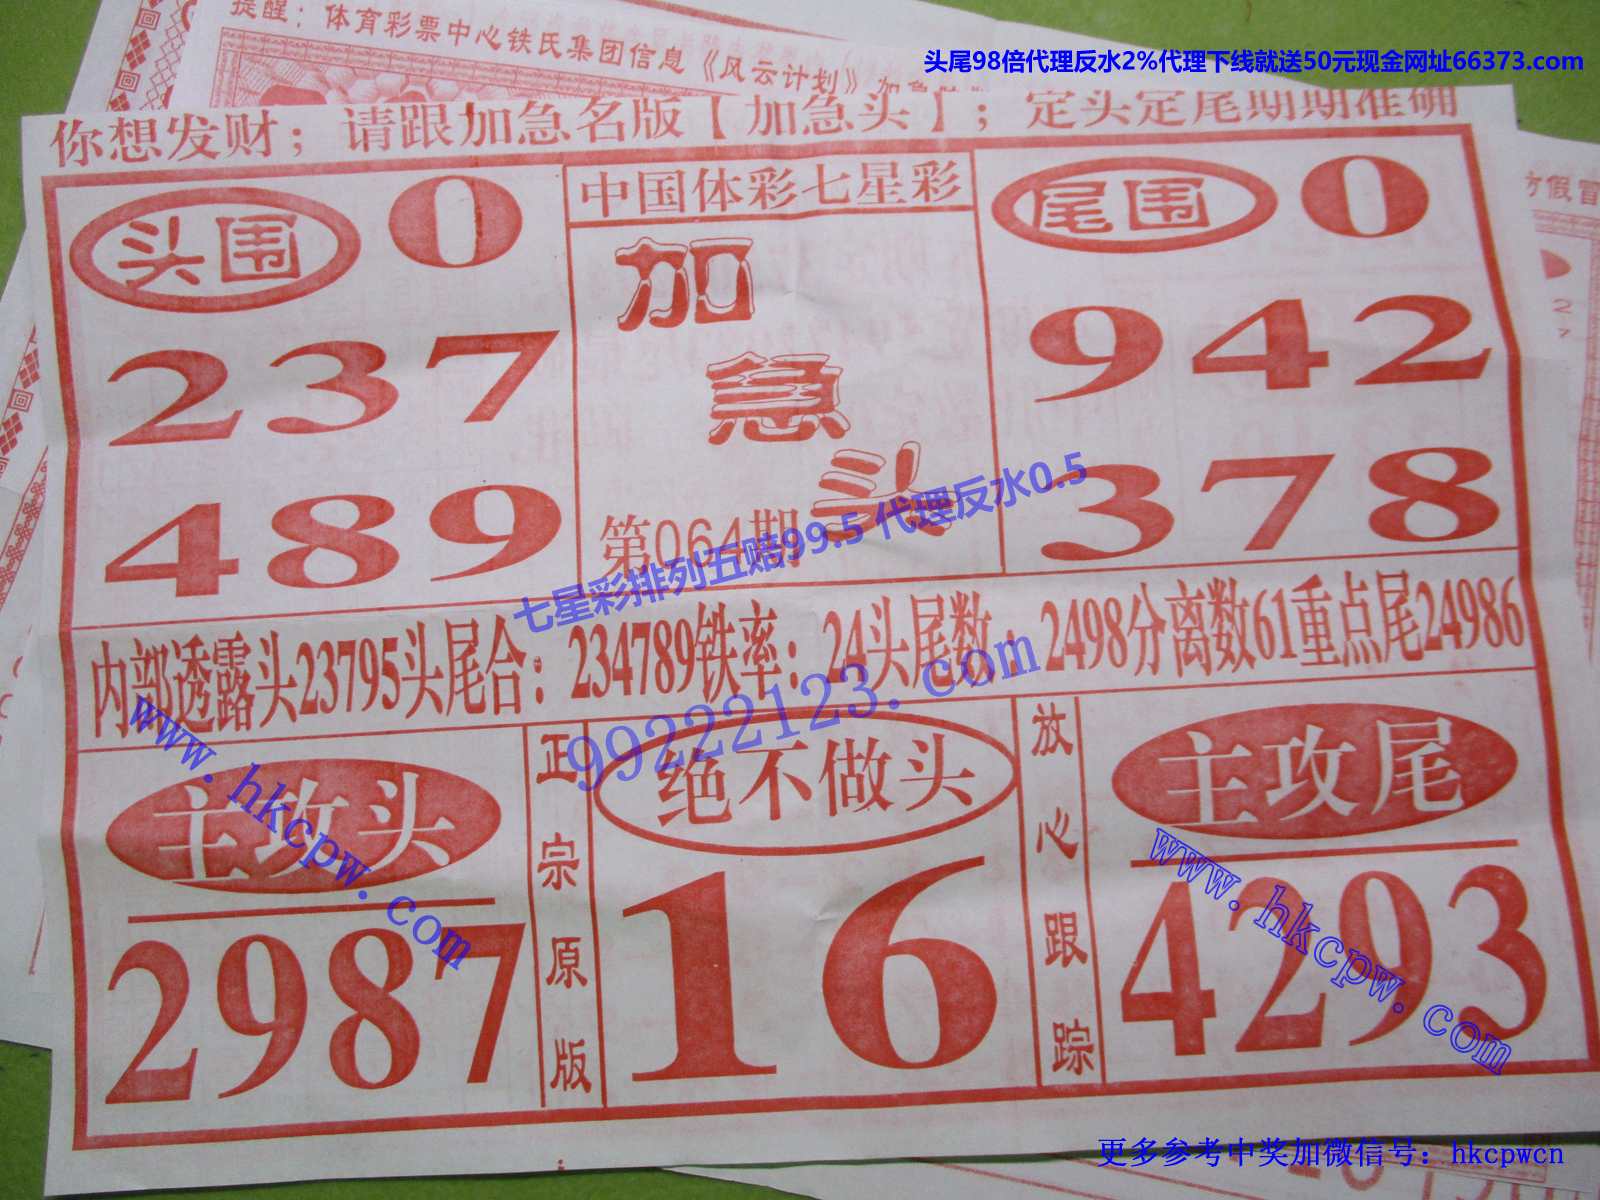 提醒：体育彩票中心铁氏集团信息《风云计划》加急
头尾98倍代理反水2%代理下线就送50元现金网址66373.com
你想发财；请跟加急名版【加急头】；定头定尾期期准确
头围 0
237
489
中国体彩七星彩
加
急
头
第064期
尾围 0
942
378
七星彩排列五赔99.5 代理反水0.5
内部透露头23795头尾合：234789铁率：24头尾数：2498分离数61重点尾24986
99222123.com
www.hkcpw.com
主攻头
2987
正宗原版
绝不做头
16
放心跟踪
主攻尾
4293
www.hkcpw.com
更多参考中奖加微信号：hkcpwcn